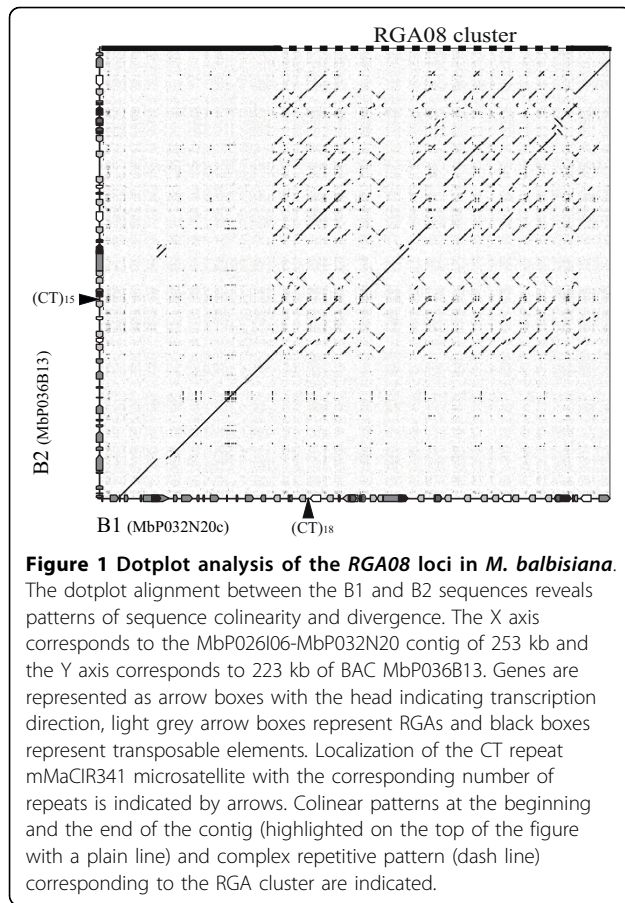 RGA08 cluster
(CT)15
B2 (MbP036B13)
B1 (MbP032N20c)
(CT)18
Figure 1 Dotplot analysis of the RGA08 loci in M. balbisiana.
The dotplot alignment between the B1 and B2 sequences reveals
patterns of sequence colinearity and divergence. The X axis
corresponds to the MbP026I06-MbP032N20 contig of 253 kb and
the Y axis corresponds to 223 kb of BAC MbP036B13. Genes are
represented as arrow boxes with the head indicating transcription
direction, light grey arrow boxes represent RGAs and black boxes
represent transposable elements. Localization of the CT repeat
mMaCIR341 microsatellite with the corresponding number of
repeats is indicated by arrows. Colinear patterns at the beginning
and the end of the contig (highlighted on the top of the figure
with a plain line) and complex repetitive pattern (dash line)
corresponding to the RGA cluster are indicated.